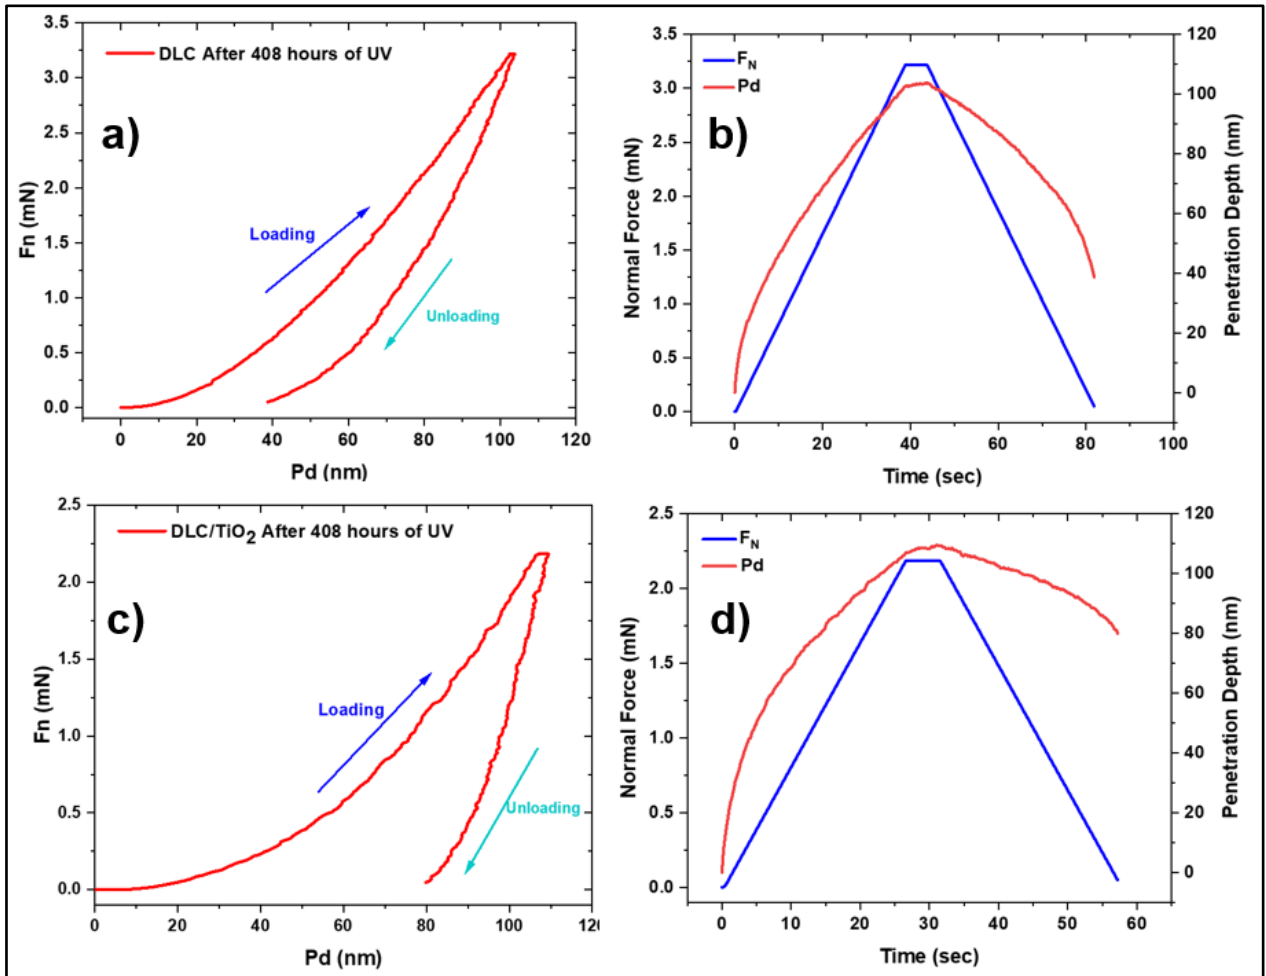 DLC After 408 hours of UV
a)
Loading
Unloading
Fn (mN)
3.5
3.0
2.5
2.0
1.5
1.0
0.5
0.0
0 20 40 60 80 100 120
Pd (nm)
F_N
Pd
b)
Normal Force (mN)
3.5
3.0
2.5
2.0
1.5
1.0
0.5
0.0
120
100
80
60
40
20
0
Penetration Depth (nm)
0 20 40 60 80 100
Time (sec)
DLC/TiO₂ After 408 hours of UV
c)
Loading
Unloading
Fn (mN)
2.5
2.0
1.5
1.0
0.5
0.0
0 20 40 60 80 100
Pd (nm)
F_N
Pd
d)
Normal Force (mN)
2.5
2.0
1.5
1.0
0.5
0.0
120
100
80
60
40
20
0
Penetration Depth (nm)
0 10 20 30 40 50 60
Time (sec)